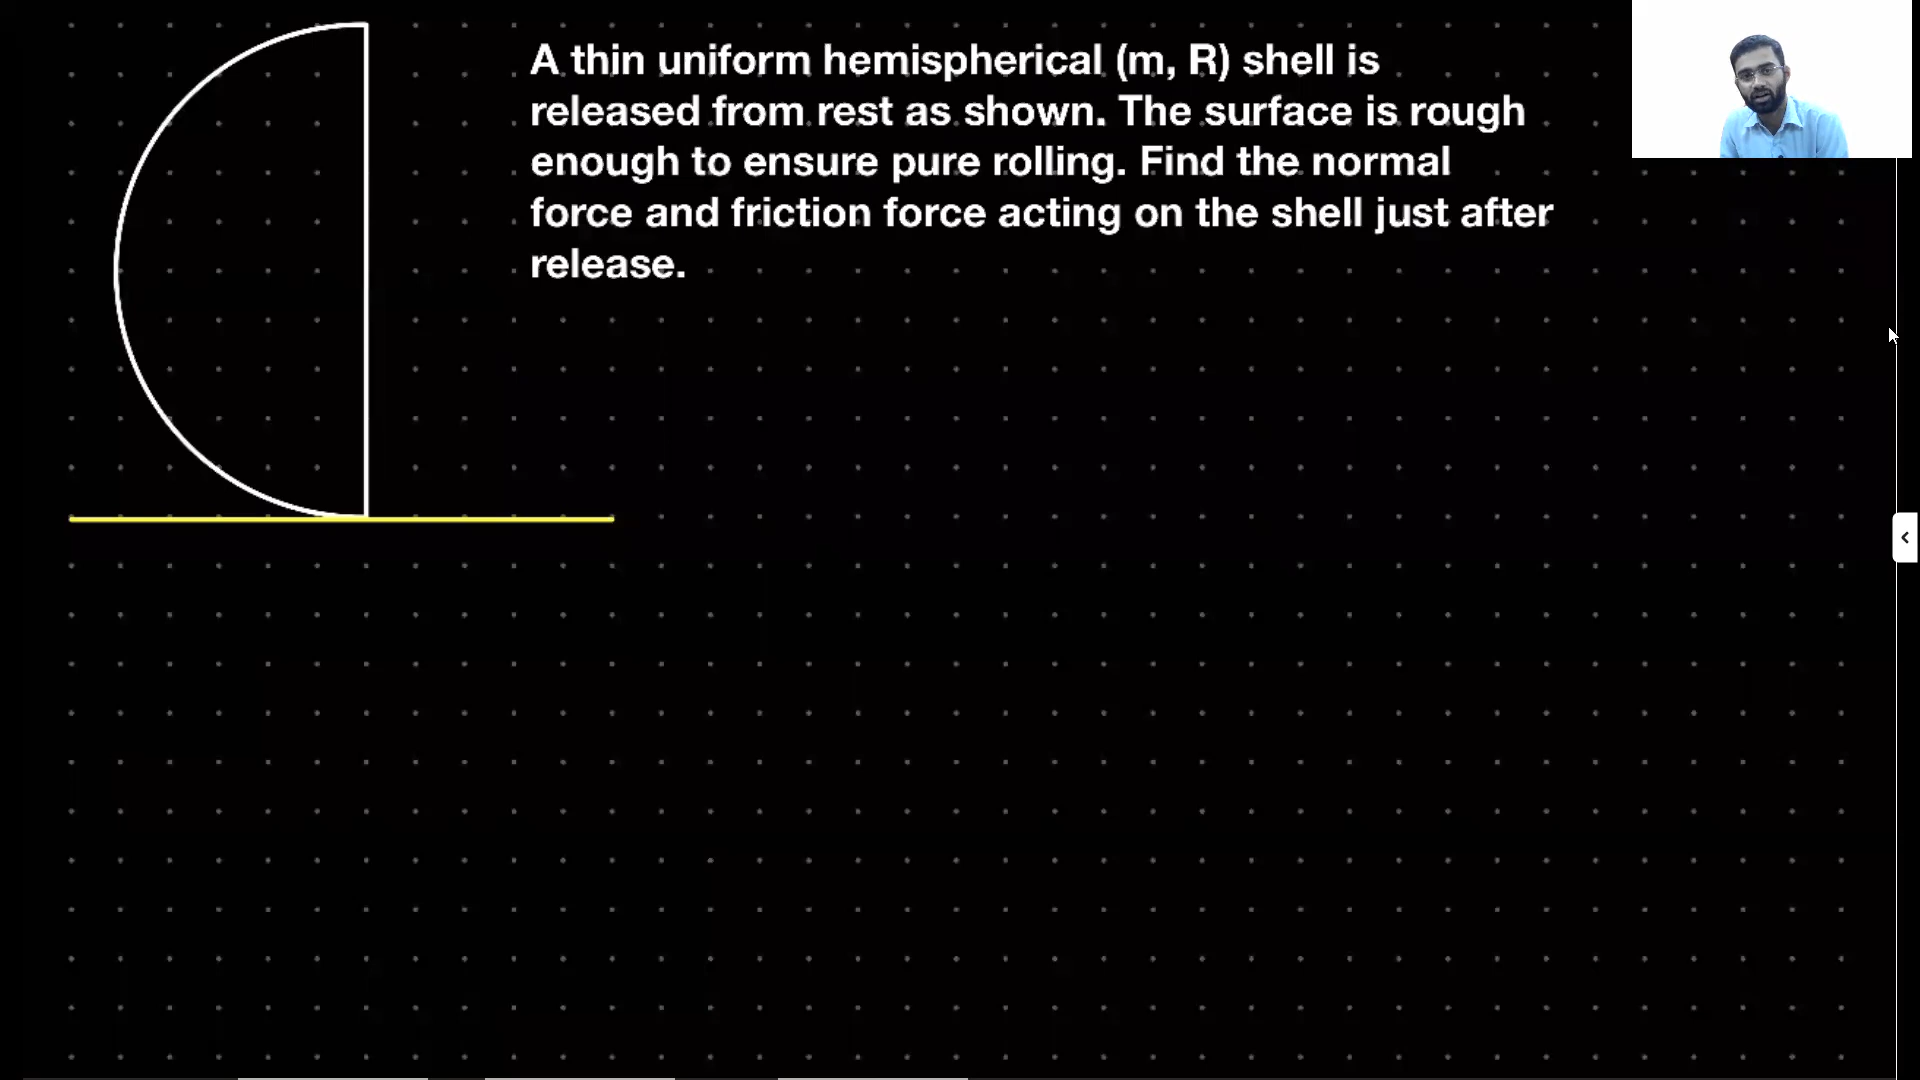 A thin uniform hemispherical (m, R) shell is
released from rest as shown. The surface is rough
enough to ensure pure rolling. Find the normal
force and friction force acting on the shell just after
release.